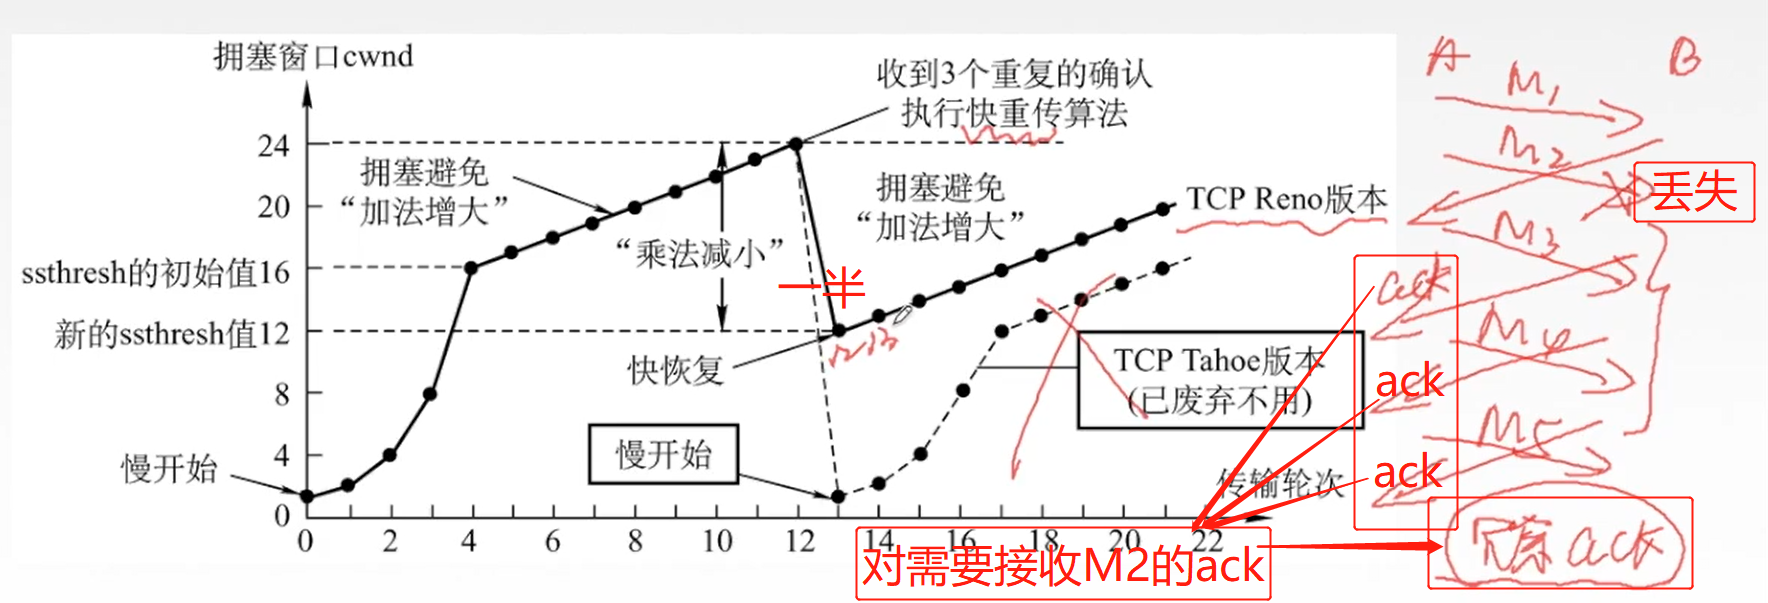 拥塞窗口cwnd
收到3个重复的确认
执行快重传算法
24
20
ssthresh的初始值16
新的ssthresh值12
8
4
0
拥塞避免
“加法增大”
“乘法减小”
一半
拥塞避免
“加法增大”
TCP Reno版本
快恢复
TCP Tahoe版本
(已废弃不用)
慢开始
慢开始
传输轮次
0 2 4 6 8 10 12 14 16 18 20 22
对需要接收M2的ack
A B
M1
M2
丢失
M3
ack
M4
ack
M5
ack
冗余ack